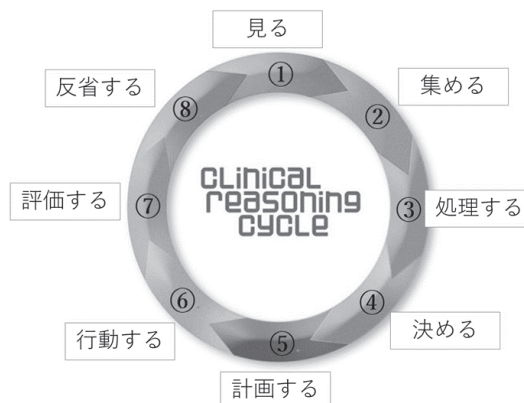 見る
①
集める
②
処理する
③
決める
④
計画する
⑤
行動する
⑥
評価する
⑦
反省する
⑧
CLiNiCAL
reasoning
CYCLe